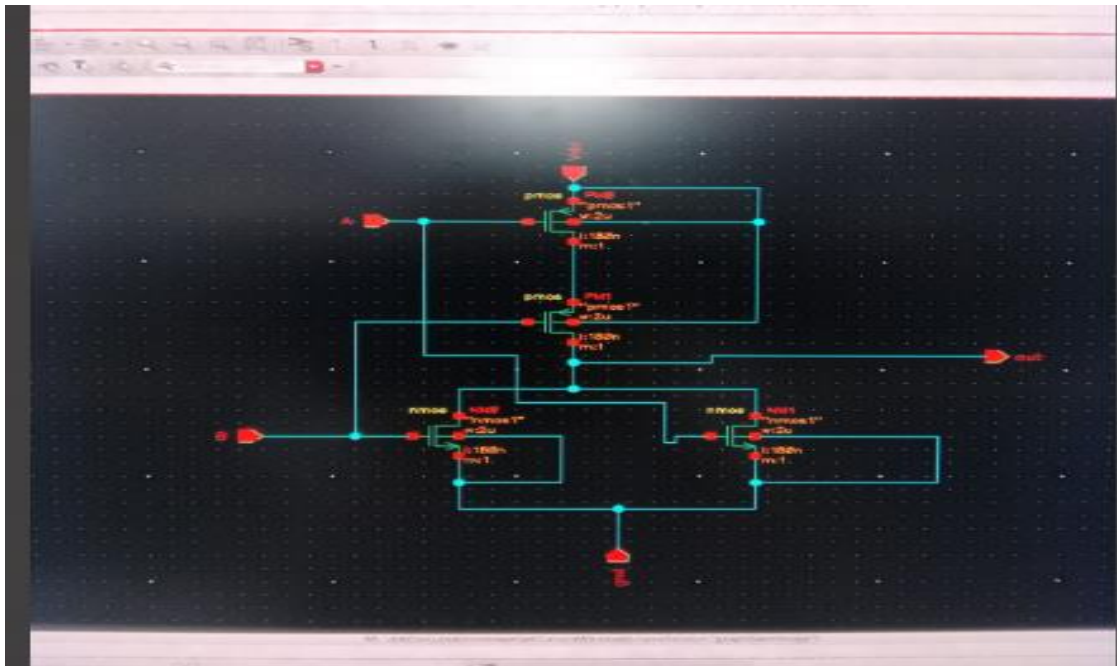 pmos PM0
"pmos1"
w:2u
l:180n
m:1
A
pmos PM1
"pmos1"
w:2u
l:180n
m:1
out
nmos NM0
"nmos1"
w:2u
l:180n
m:1
nmos NM1
"nmos1"
w:2u
l:180n
m:1
B